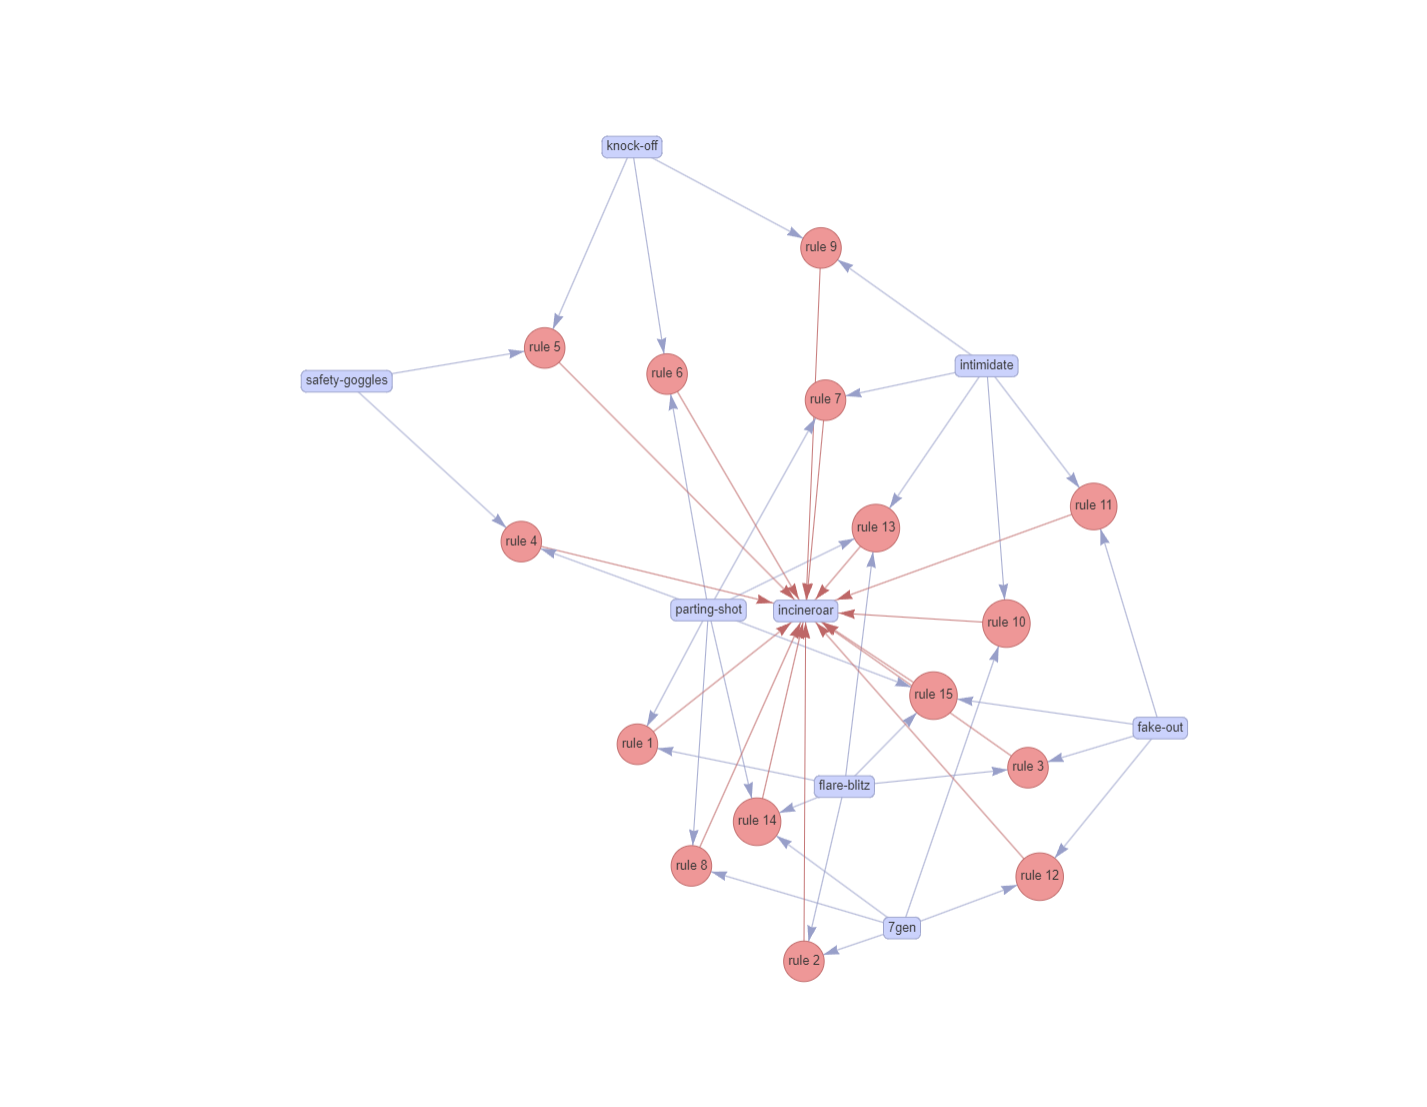 knock-off
rule 9
rule 5
intimidate
rule 6
safety-goggles
rule 7
rule 11
rule 13
rule 4
parting-shot
incineroar
rule 10
rule 15
fake-out
rule 1
rule 3
flare-blitz
rule 14
rule 8
rule 12
7gen
rule 2